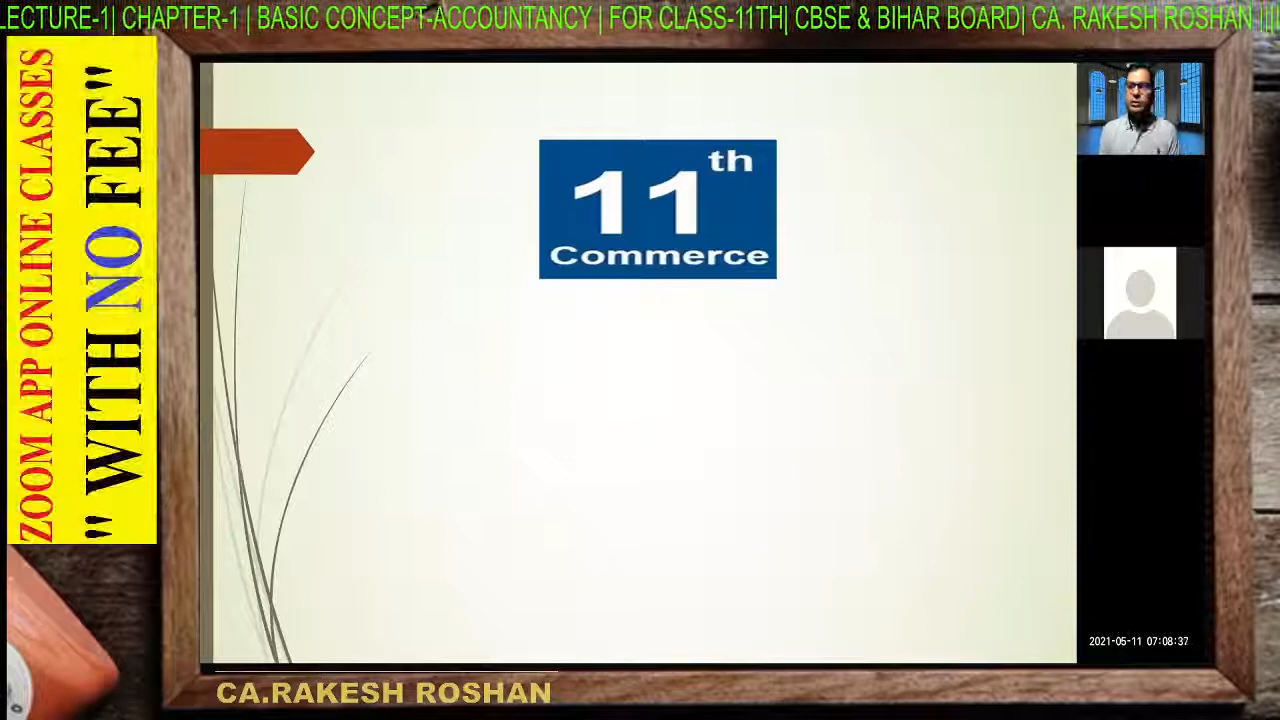 LECTURE-1| CHAPTER-1 | BASIC CONCEPT-ACCOUNTANCY | FOR CLASS-11TH| CBSE & BIHAR BOARD| CA. RAKESH ROSHAN
ZOOM APP ONLINE CLASSES
" WITH NO FEE"
11th
Commerce
2021-05-11 07:08:37
CA.RAKESH ROSHAN